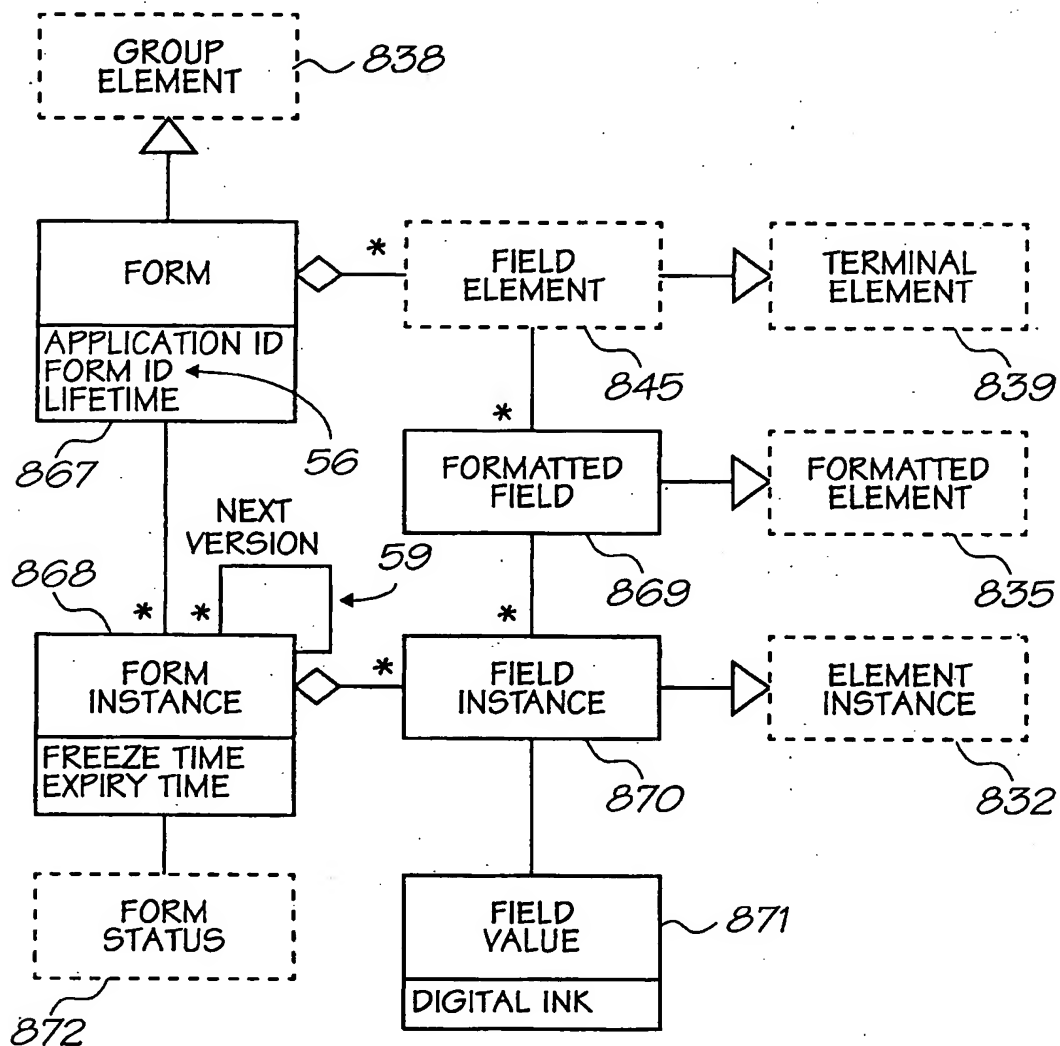 GROUP
ELEMENT
838
FORM
APPLICATION ID
FORM ID
LIFETIME
867
56
*
FIELD
ELEMENT
845
TERMINAL
ELEMENT
839
*
FORMATTED
FIELD
869
FORMATTED
ELEMENT
835
NEXT
VERSION
59
868
*
*
FORM
INSTANCE
FREEZE TIME
EXPIRY TIME
*
*
FIELD
INSTANCE
870
ELEMENT
INSTANCE
832
FORM
STATUS
872
FIELD
VALUE
DIGITAL INK
871